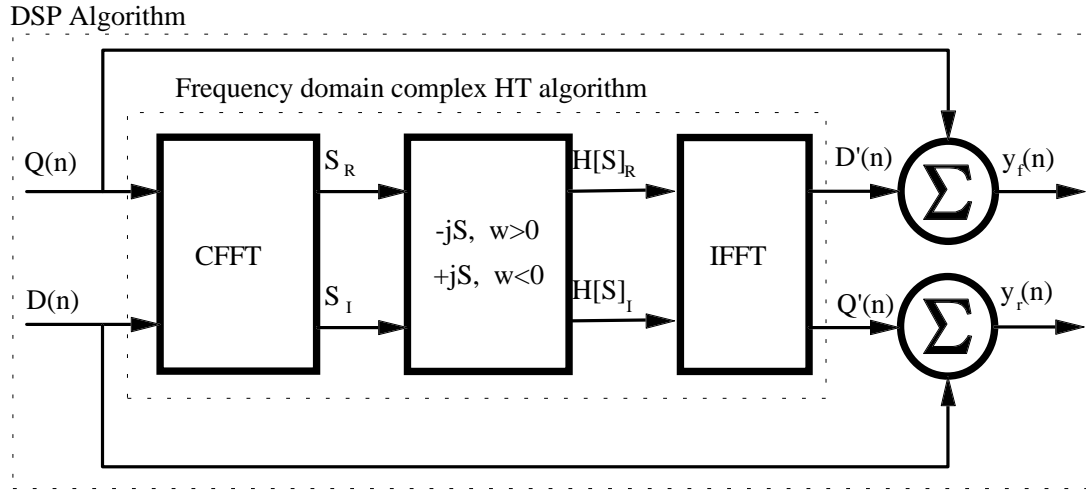 DSP Algorithm
Frequency domain complex HT algorithm
Q(n)
S_R
H[S]_R
D'(n)
Σ
y_f(n)
CFFT
-jS, w>0
+jS, w<0
IFFT
D(n)
S_I
H[S]_I
Q'(n)
Σ
y_r(n)